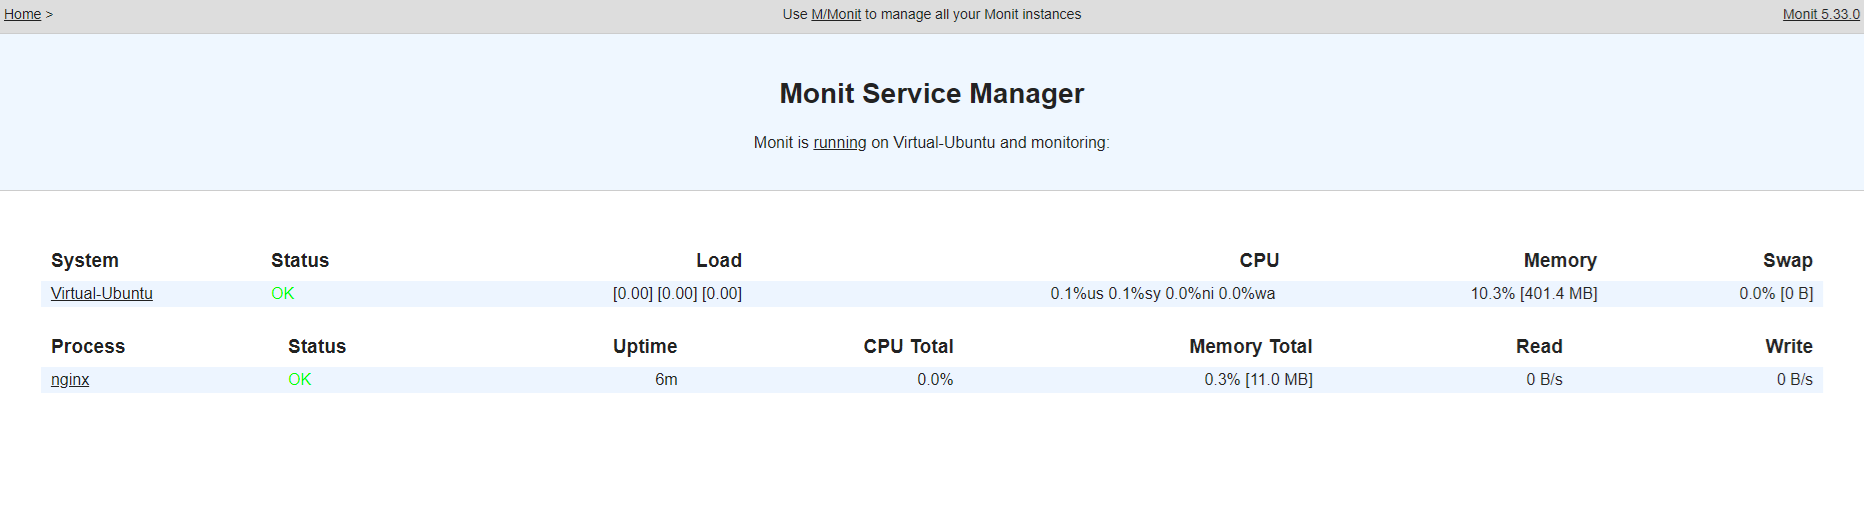 Home > Use M/Monit to manage all your Monit instances Monit 5.33.0
Monit Service Manager
Monit is running on Virtual-Ubuntu and monitoring:
System Status Load CPU Memory Swap
Virtual-Ubuntu OK [0.00] [0.00] [0.00] 0.1%us 0.1%sy 0.0%ni 0.0%wa 10.3% [401.4 MB] 0.0% [0 B]
Process Status Uptime CPU Total Memory Total Read Write
nginx OK 6m 0.0% 0.3% [11.0 MB] 0 B/s 0 B/s